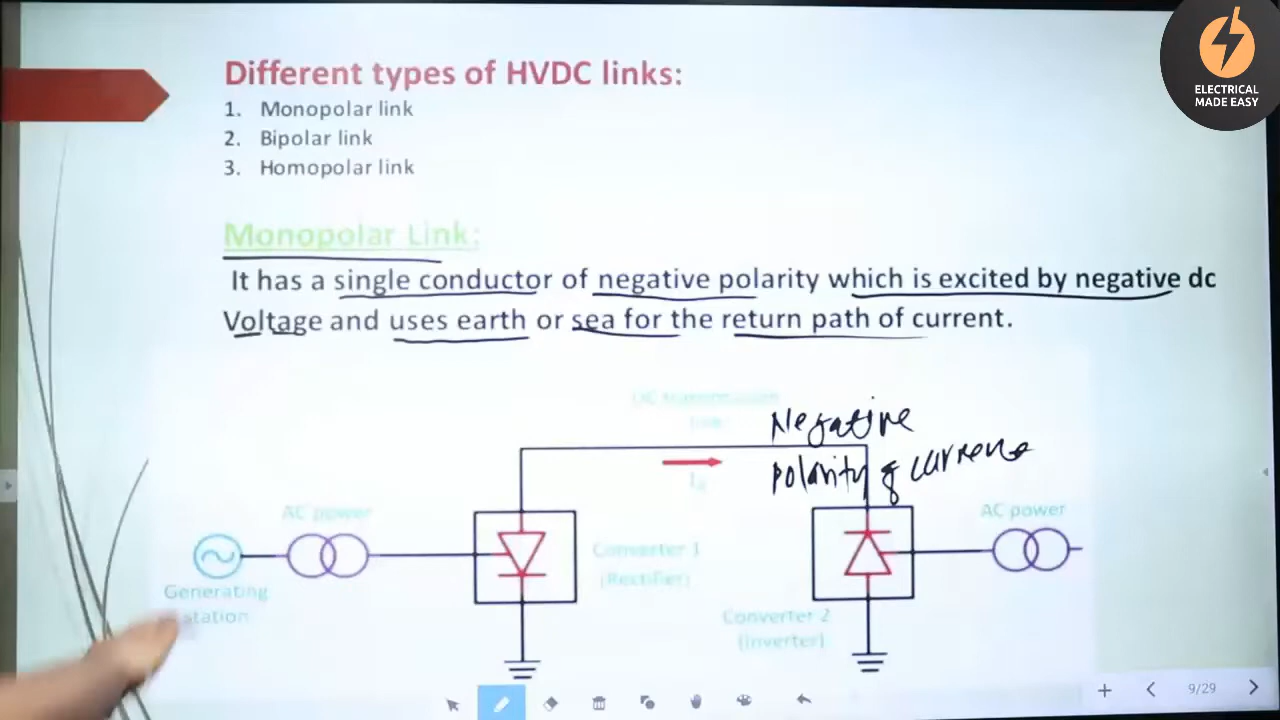 ELECTRICAL
MADE EASY
Different types of HVDC links:
1. Monopolar link
2. Bipolar link
3. Homopolar link
Monopolar Link:
It has a single conductor of negative polarity which is excited by negative dc
Voltage and uses earth or sea for the return path of current.
DC transmission
link
Negative
polarity of current
Id
AC power
AC power
Converter 1
(Rectifier)
Generating
station
Converter 2
(Inverter)
9/29